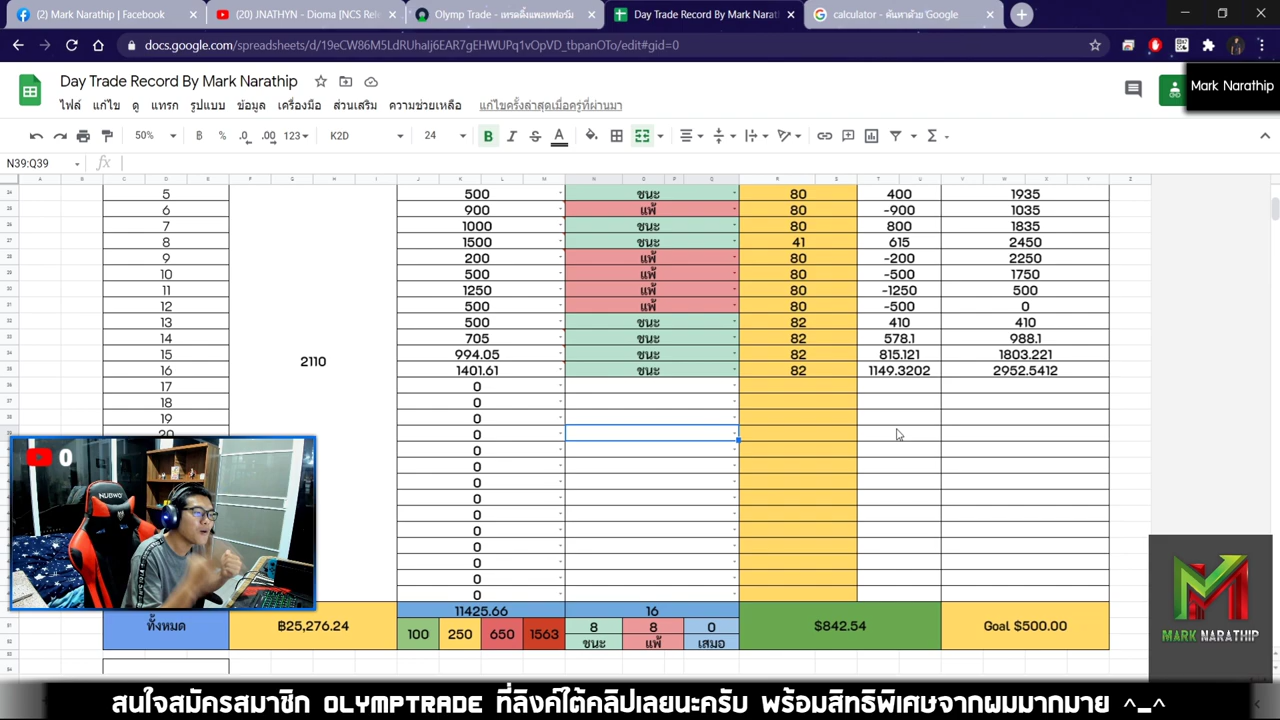 (2) Mark Narathip | Facebook
(20) JNATHYN - Dioma [NCS Rel
Olymp Trade - เทรดดิ้งแพลทฟอร์ม
Day Trade Record By Mark Narath
calculator - ค้นหาด้วย Google
docs.google.com/spreadsheets/d/19eCW86M5LdRUhaIj6EAR7gEHWUPq1vOpVD_tbpanOTo/edit#gid=0
Day Trade Record By Mark Narathip
Mark Narathip
ไฟล์ แก้ไข ดู แทรก รูปแบบ ข้อมูล เครื่องมือ ส่วนเสริม ความช่วยเหลือ แก้ไขครั้งล่าสุดเมื่อครู่ที่ผ่านมา
50% ฿ % .0 .00 123 K2D 24 B I S A
N39:Q39 fx
5 500 ชนะ 80 400 1935
6 900 แพ้ 80 -900 1035
7 1000 ชนะ 80 800 1835
8 1500 ชนะ 41 615 2450
9 200 แพ้ 80 -200 2250
10 500 แพ้ 80 -500 1750
11 1250 แพ้ 80 -1250 500
12 500 แพ้ 80 -500 0
13 500 ชนะ 82 410 410
14 705 ชนะ 82 578.1 988.1
15 994.05 ชนะ 82 815.121 1803.221
16 1401.61 ชนะ 82 1149.3202 2952.5412
2110
17 0
18 0
19 0
20 0
0
0
0
0
0
0
0
0
0
0
0
ทั้งหมด ฿25,276.24 11425.66 16 $842.54 Goal $500.00
100 250 650 1563 8 8 0
ชนะ แพ้ เสมอ
MARK NARATHIP
สนใจสมัครสมาชิก OLYMPTRADE ที่ลิงค์ใต้คลิปเลยนะครับ พร้อมสิทธิพิเศษจากผมมากมาย ^_^